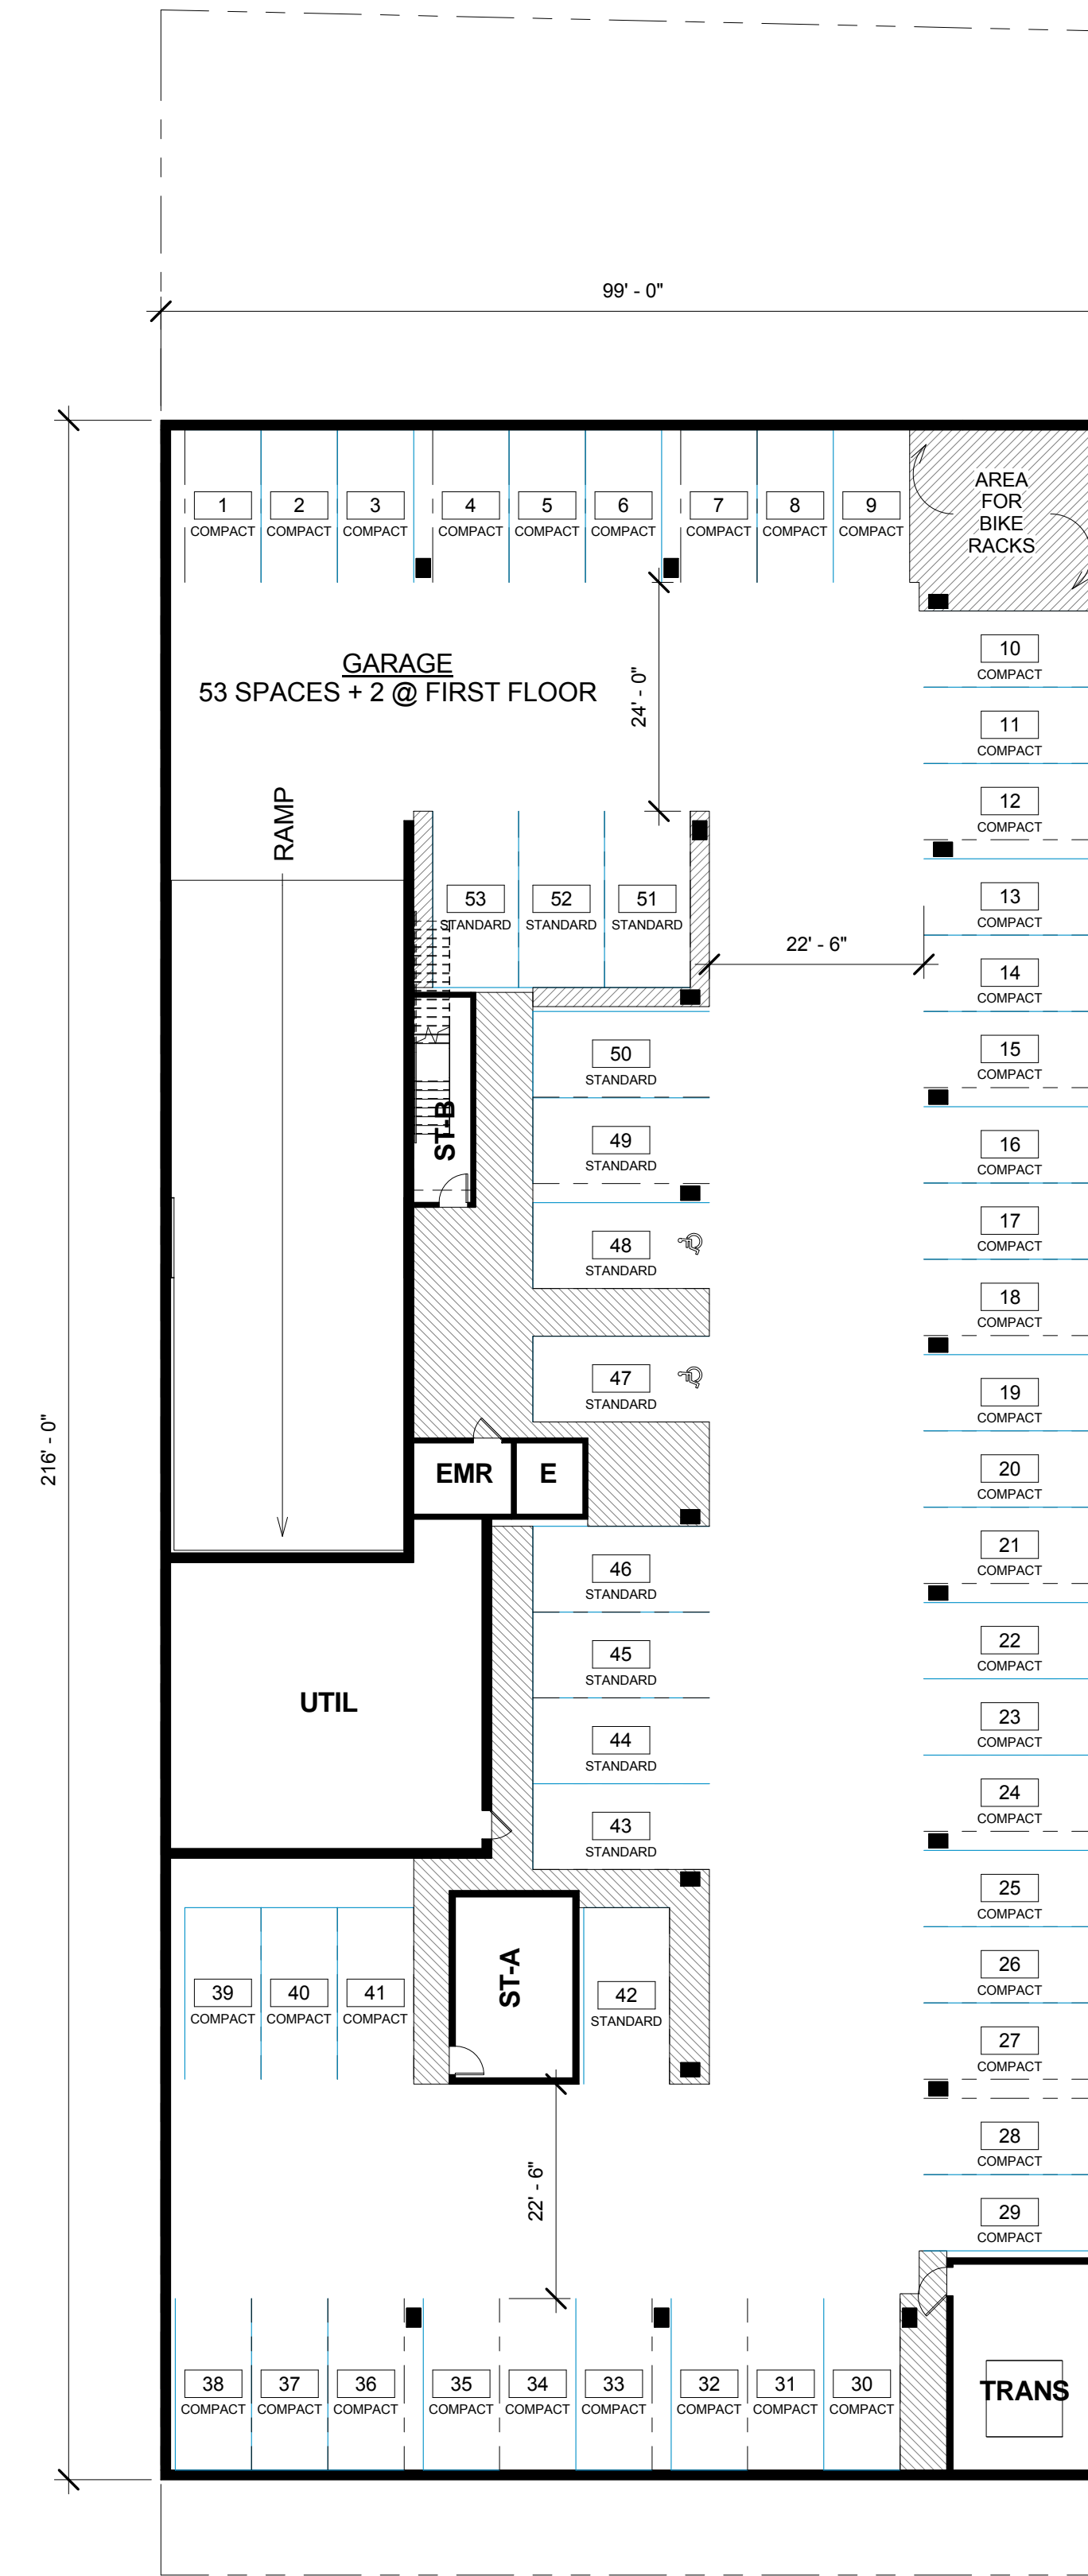 99' - 0"
1 2 3 4 5 6 7 8 9
COMPACT COMPACT COMPACT COMPACT COMPACT COMPACT COMPACT COMPACT COMPACT
AREA
FOR
BIKE
RACKS
GARAGE
53 SPACES + 2 @ FIRST FLOOR
24' - 0"
10
COMPACT
11
COMPACT
12
COMPACT
RAMP
53 52 51
STANDARD STANDARD STANDARD
13
COMPACT
22' - 6"
14
COMPACT
50
STANDARD
15
COMPACT
ST-B
49
STANDARD
16
COMPACT
48
STANDARD
17
COMPACT
18
COMPACT
47
STANDARD
19
COMPACT
216' - 0"
EMR
E
20
COMPACT
46
STANDARD
21
COMPACT
45
STANDARD
22
COMPACT
UTIL
44
STANDARD
23
COMPACT
43
STANDARD
24
COMPACT
25
COMPACT
39 40 41
COMPACT COMPACT COMPACT
ST-A
42
STANDARD
26
COMPACT
27
COMPACT
28
COMPACT
22' - 6"
29
COMPACT
38 37 36 35 34 33 32 31 30
COMPACT COMPACT COMPACT COMPACT COMPACT COMPACT COMPACT COMPACT COMPACT
TRANS